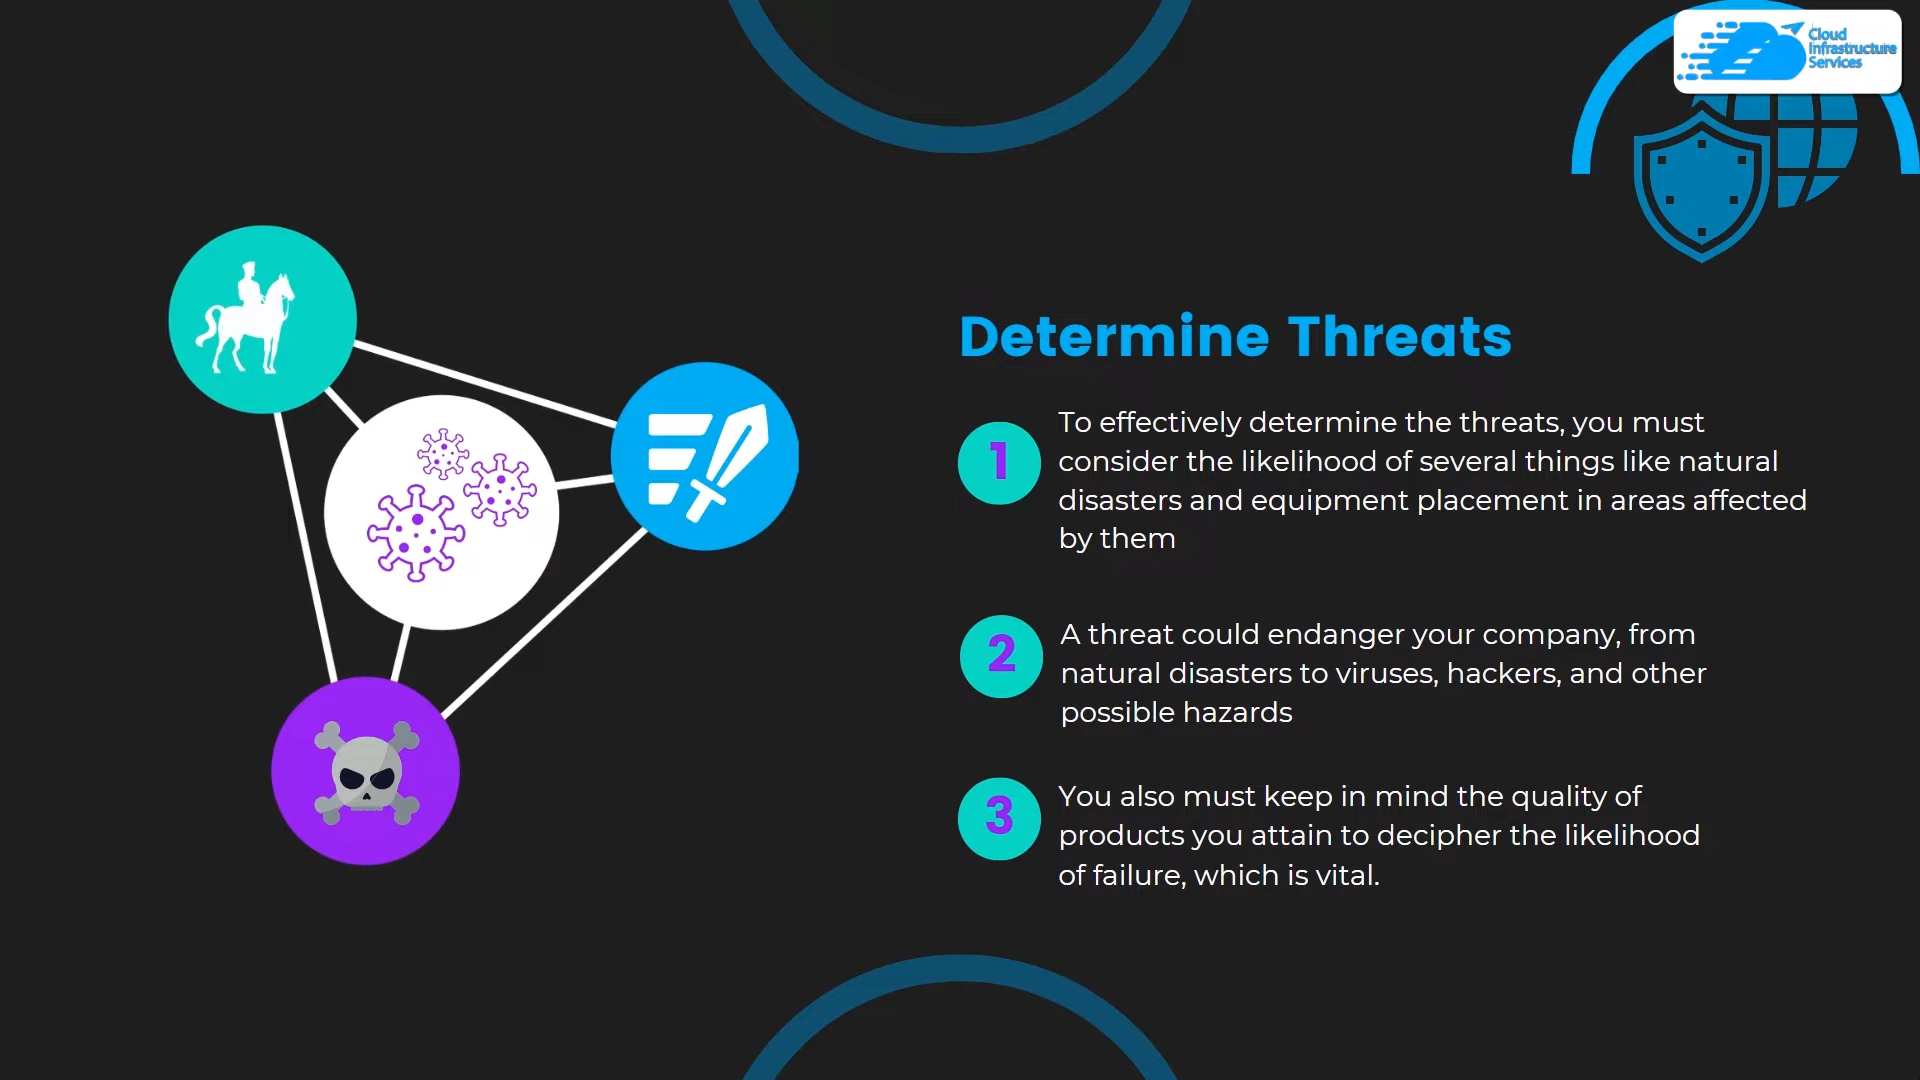 Cloud
Infrastructure
Services
Determine Threats
1
To effectively determine the threats, you must
consider the likelihood of several things like natural
disasters and equipment placement in areas affected
by them
2
A threat could endanger your company, from
natural disasters to viruses, hackers, and other
possible hazards
3
You also must keep in mind the quality of
products you attain to decipher the likelihood
of failure, which is vital.